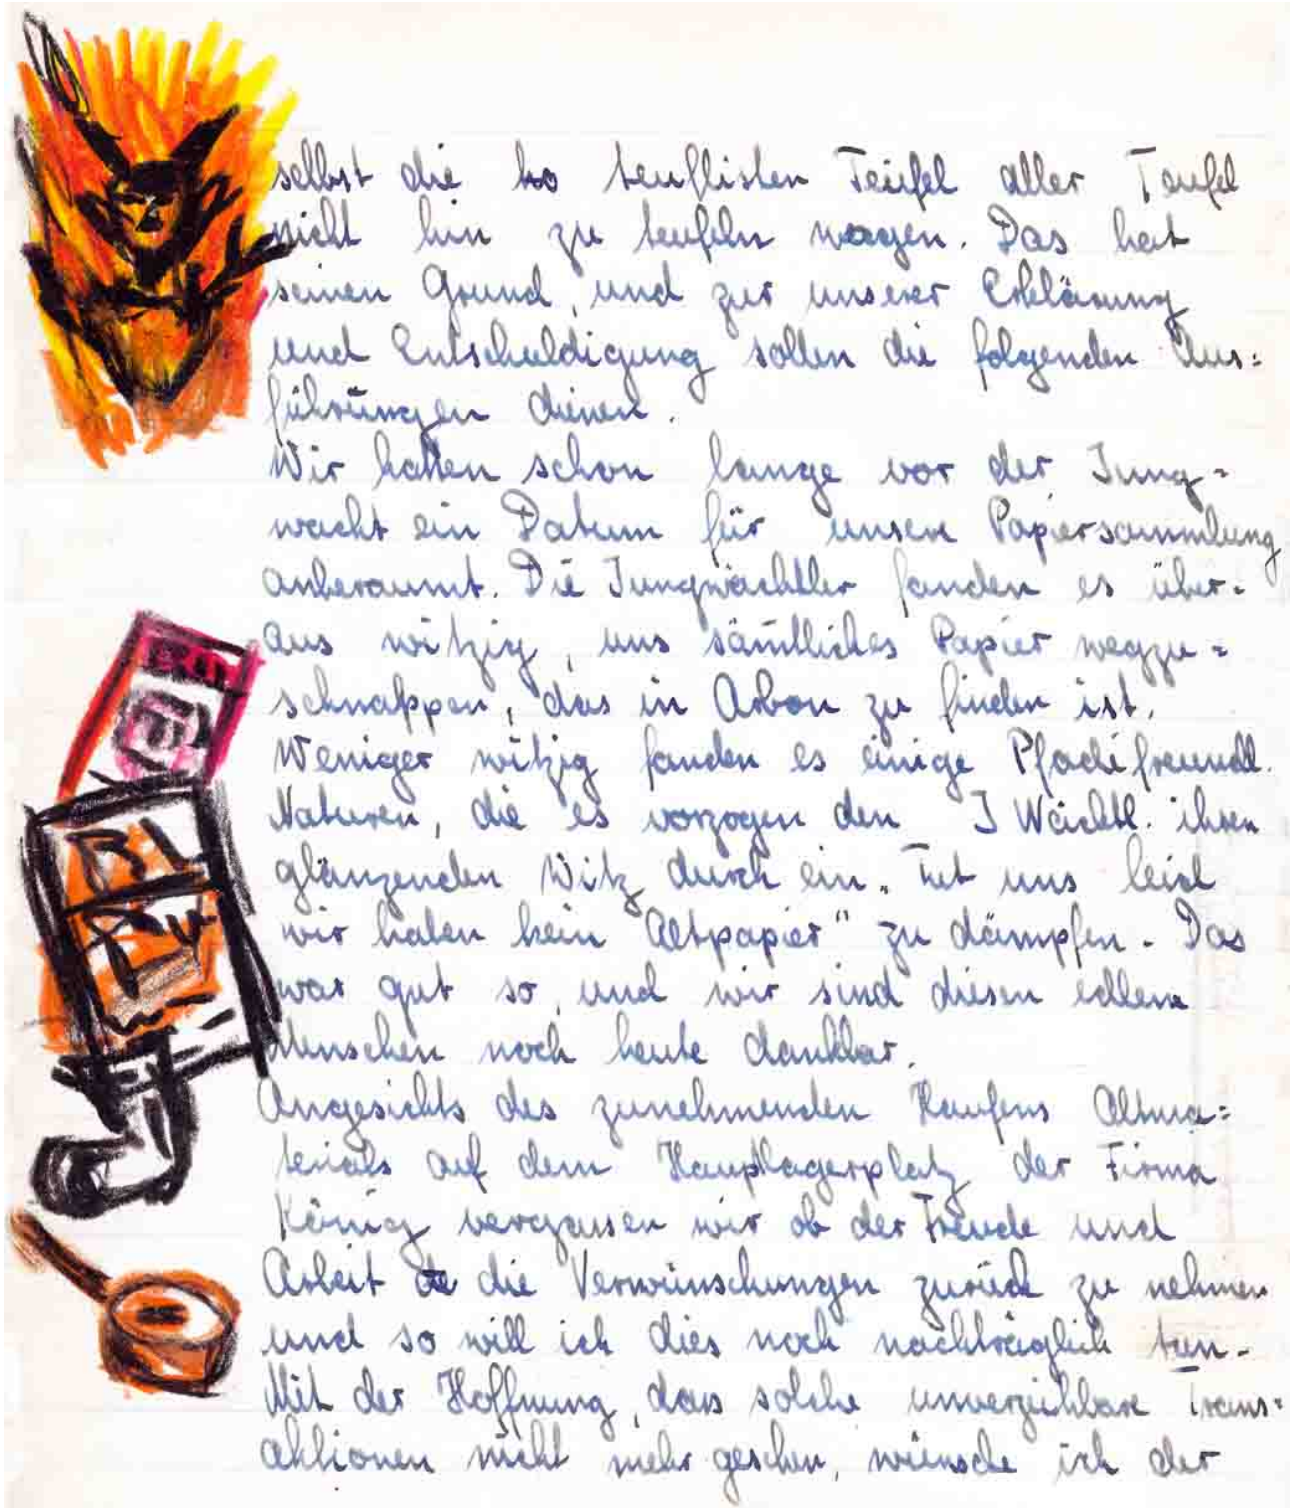 selbst die teuflisten Teufel aller Teufel
nicht hin zu teufeln wagen. Das hat
seinen Grund, und zur unserer Erklärung
und Entschuldigung sollen die folgenden Aus=
führungen dienen.
Wir hatten schon lange vor der Jung=
wacht ein Datum für unsere Papiersammlung
anberaumt. Die Jungwächtler fanden es über=
aus witzig, uns sämtliches Papier wegzu=
schnappen, das in Arbon zu finden ist.
Weniger witzig fanden es einige Pfadifreundl.
Naturen, die es vorzogen den J Wächtl. ihren
glänzenden Witz durch ein „Tut uns leid
wir haben kein Altpapier" zu dämpfen. Das
war gut so, und wir sind diesen edlen
Menschen noch heute dankbar.
Angesichts des zunehmenden Haufens Altma=
terials auf dem Hauptlagerplatz der Firma
König vergassen wir ob der Freude und
Arbeit die Verwünschungen zurück zu nehmen
und so will ich dies noch nachträglich tun.
Mit der Hoffnung, dass solche unverzeihbare Trans=
aktionen nicht mehr geschen, wünsche ich der